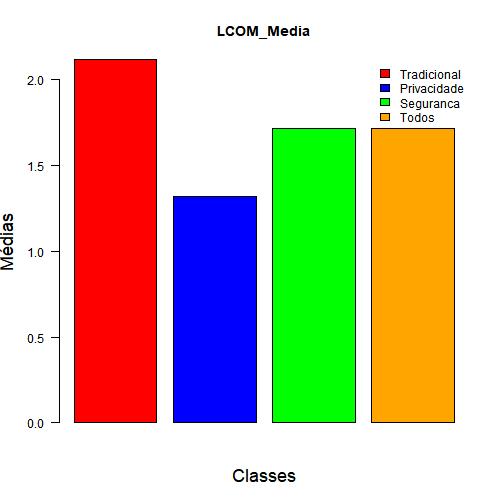 LCOM_Media
Tradicional
Privacidade
Seguranca
Todos
2.0
1.5
1.0
0.5
0.0
Médias
Classes